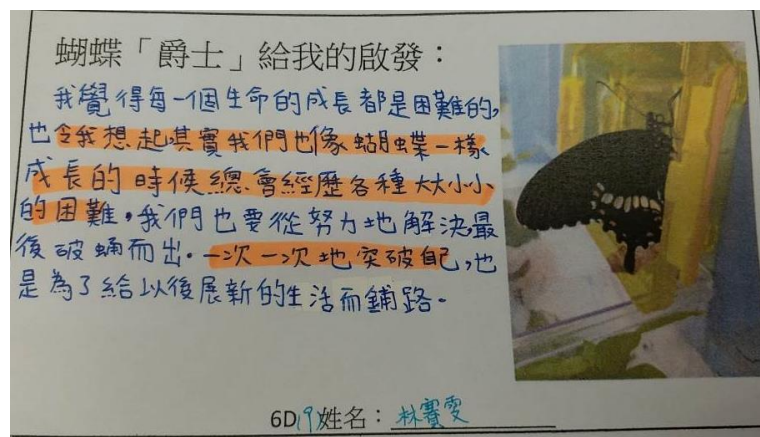 蝴蝶「爵士」給我的啟發：
我覺得每一個生命的成長都是困難的，
也令我想起其實我們也像蝴蝶一樣
成長的時候總會經歷各種大大小小
的困難，我們也要從努力地解決，最
後破蛹而出。一次一次地突破自己，也
是為了給以後展新的生活而鋪路。
6D19姓名：林寶雯